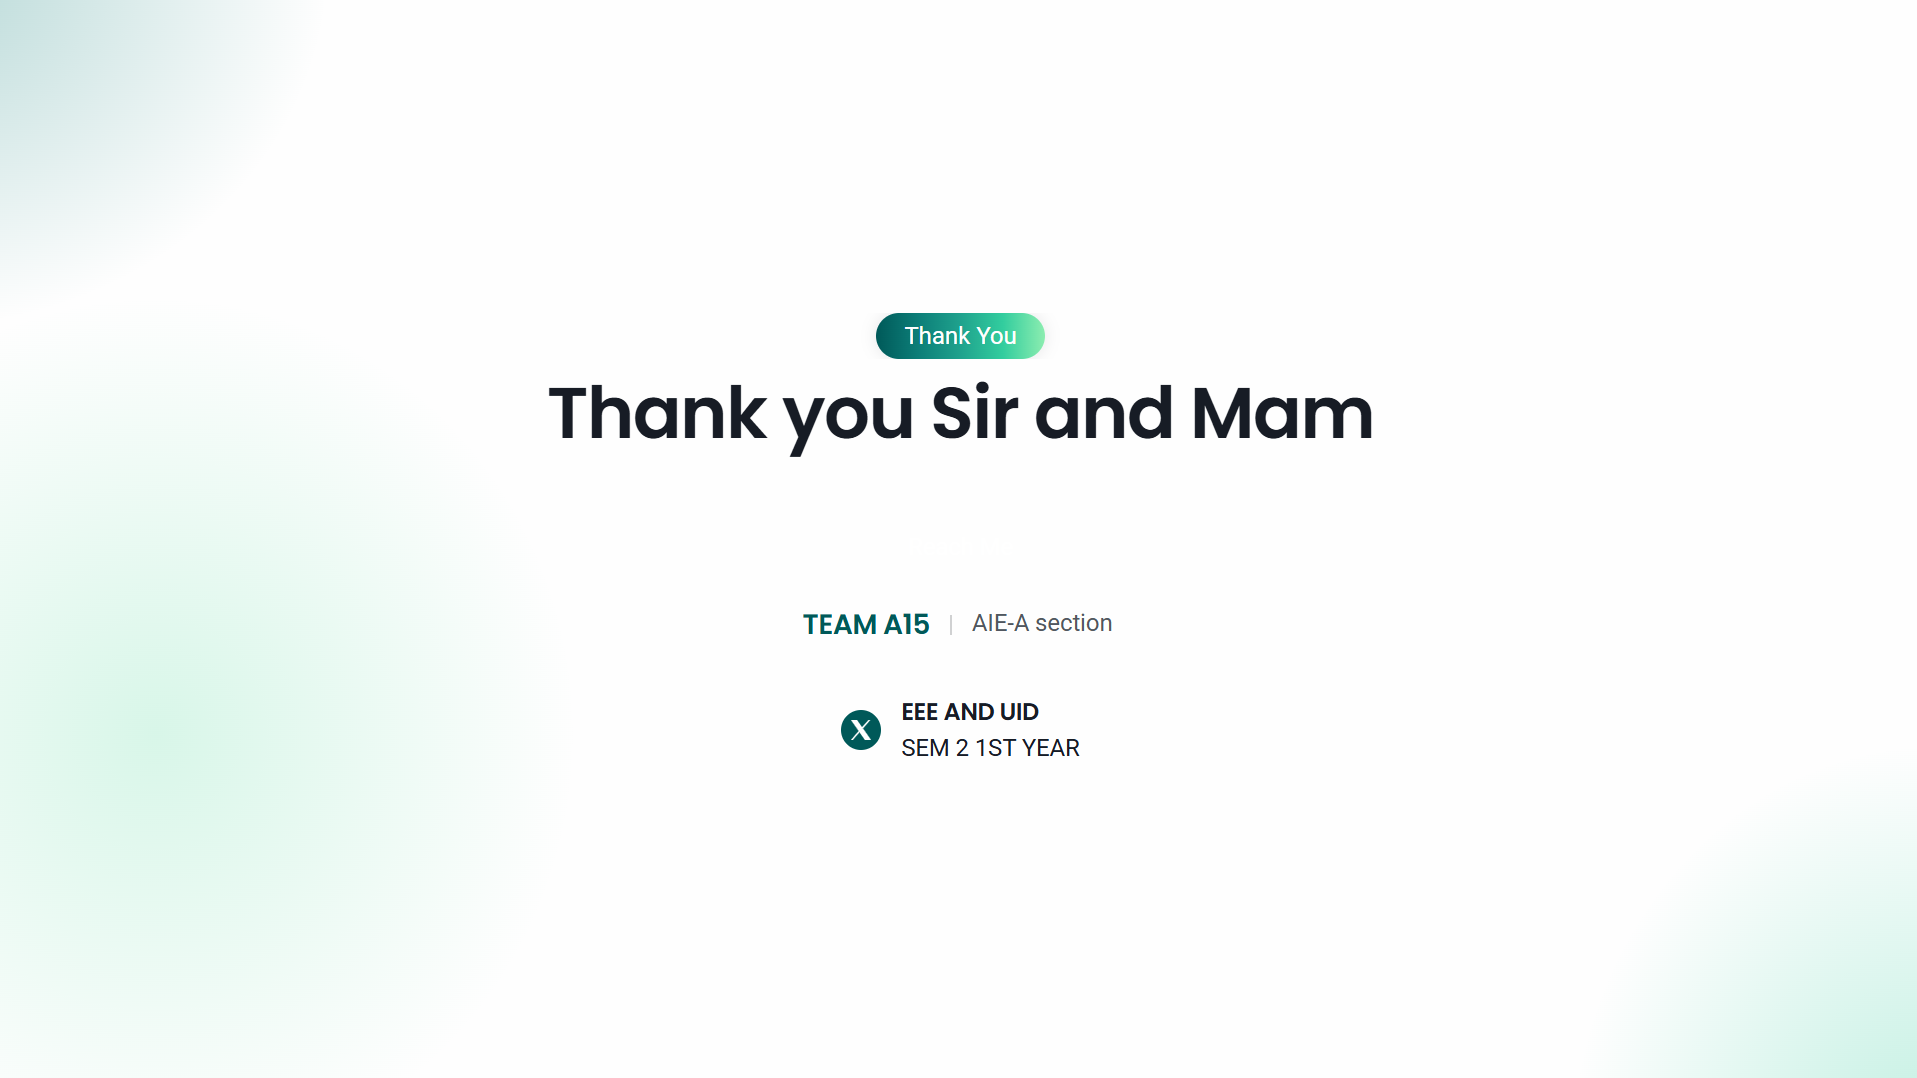 Thank You
Thank you Sir and Mam
TEAM A15 | AIE-A section
EEE AND UID
SEM 2 1ST YEAR